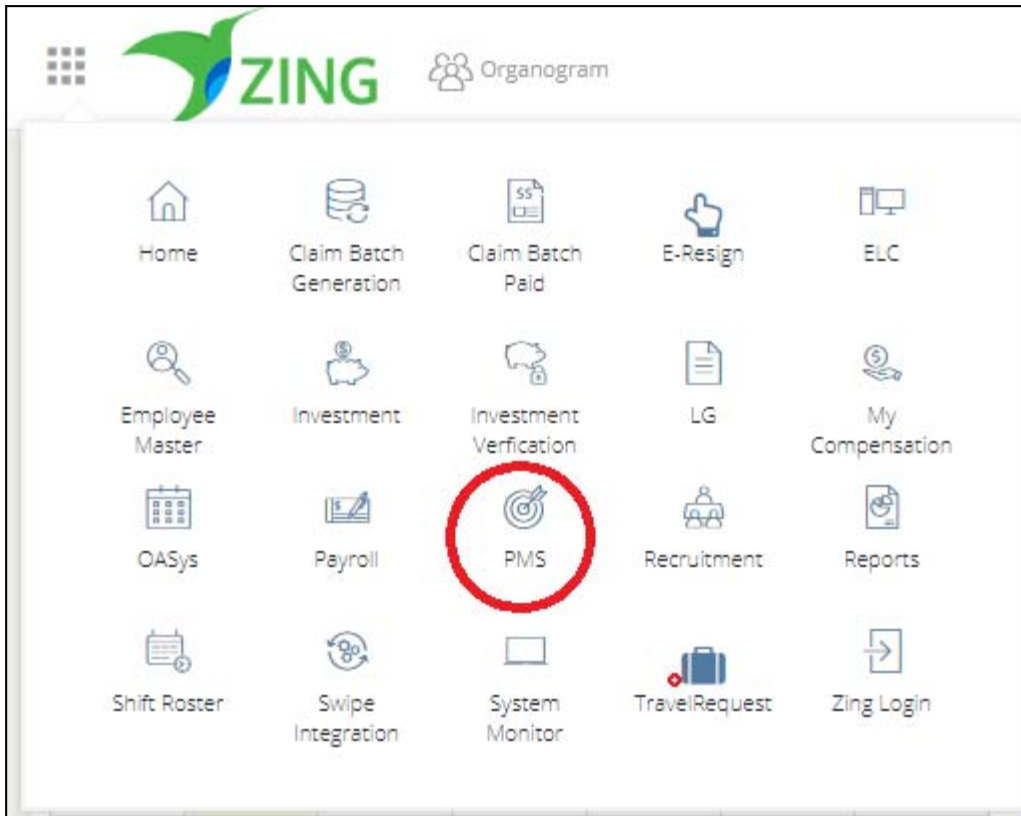 ZING
Organogram
Home
Claim Batch
Generation
Claim Batch
Paid
E-Resign
ELC
Employee
Master
Investment
Investment
Verfication
LG
My
Compensation
OASys
Payroll
PMS
Recruitment
Reports
Shift Roster
Swipe
Integration
System
Monitor
TravelRequest
Zing Login